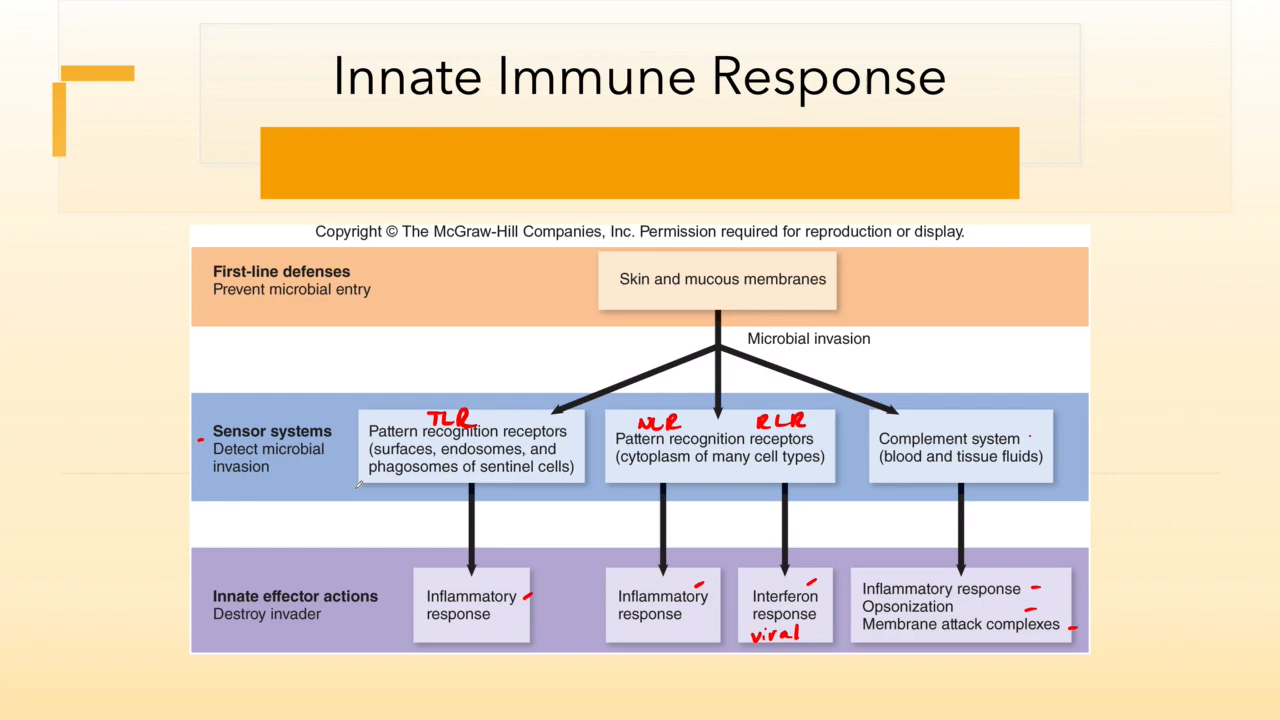 Innate Immune Response
Copyright © The McGraw-Hill Companies, Inc. Permission required for reproduction or display.
First-line defenses
Prevent microbial entry
Skin and mucous membranes
Microbial invasion
Sensor systems
Detect microbial
invasion
TLR
Pattern recognition receptors
(surfaces, endosomes, and
phagosomes of sentinel cells)
NLR RLR
Pattern recognition receptors
(cytoplasm of many cell types)
Complement system
(blood and tissue fluids)
Innate effector actions
Destroy invader
Inflammatory
response
Inflammatory
response
Interferon
response
viral
Inflammatory response
Opsonization
Membrane attack complexes